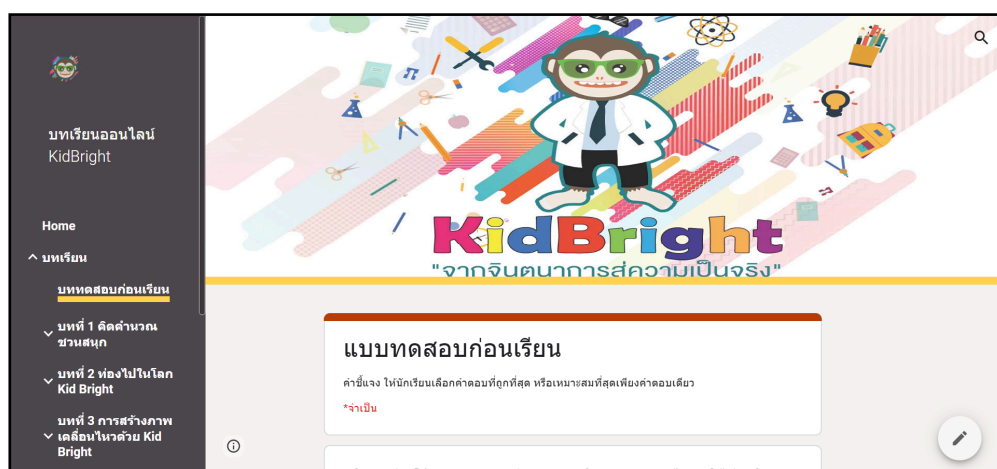 บทเรียนออนไลน์
KidBright
Home
บทเรียน
บททดสอบก่อนเรียน
บทที่ 1 คิดคำนวณ
ชวนสนุก
บทที่ 2 ท่องไปในโลก
Kid Bright
บทที่ 3 การสร้างภาพ
เคลื่อนไหวด้วย Kid
Bright
KidBright
"จากจินตนาการสู่ความเป็นจริง"
แบบทดสอบก่อนเรียน
คำชี้แจง ให้นักเรียนเลือกคำตอบที่ถูกที่สุด หรือเหมาะสมที่สุดเพียงคำตอบเดียว
*จำเป็น